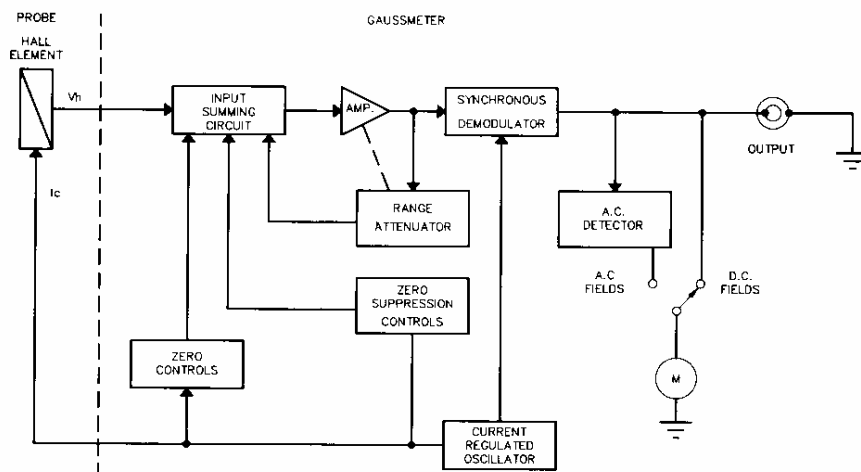 PROBE
GAUSSMETER
HALL
ELEMENT
Vh
INPUT
SUMMING
CIRCUIT
AMP.
SYNCHRONOUS
DEMODULATOR
OUTPUT
Ic
RANGE
ATTENUATOR
A.C.
DETECTOR
A.C
FIELDS
D.C.
FIELDS
ZERO
SUPPRESSION
CONTROLS
ZERO
CONTROLS
M
CURRENT
REGULATED
OSCILLATOR